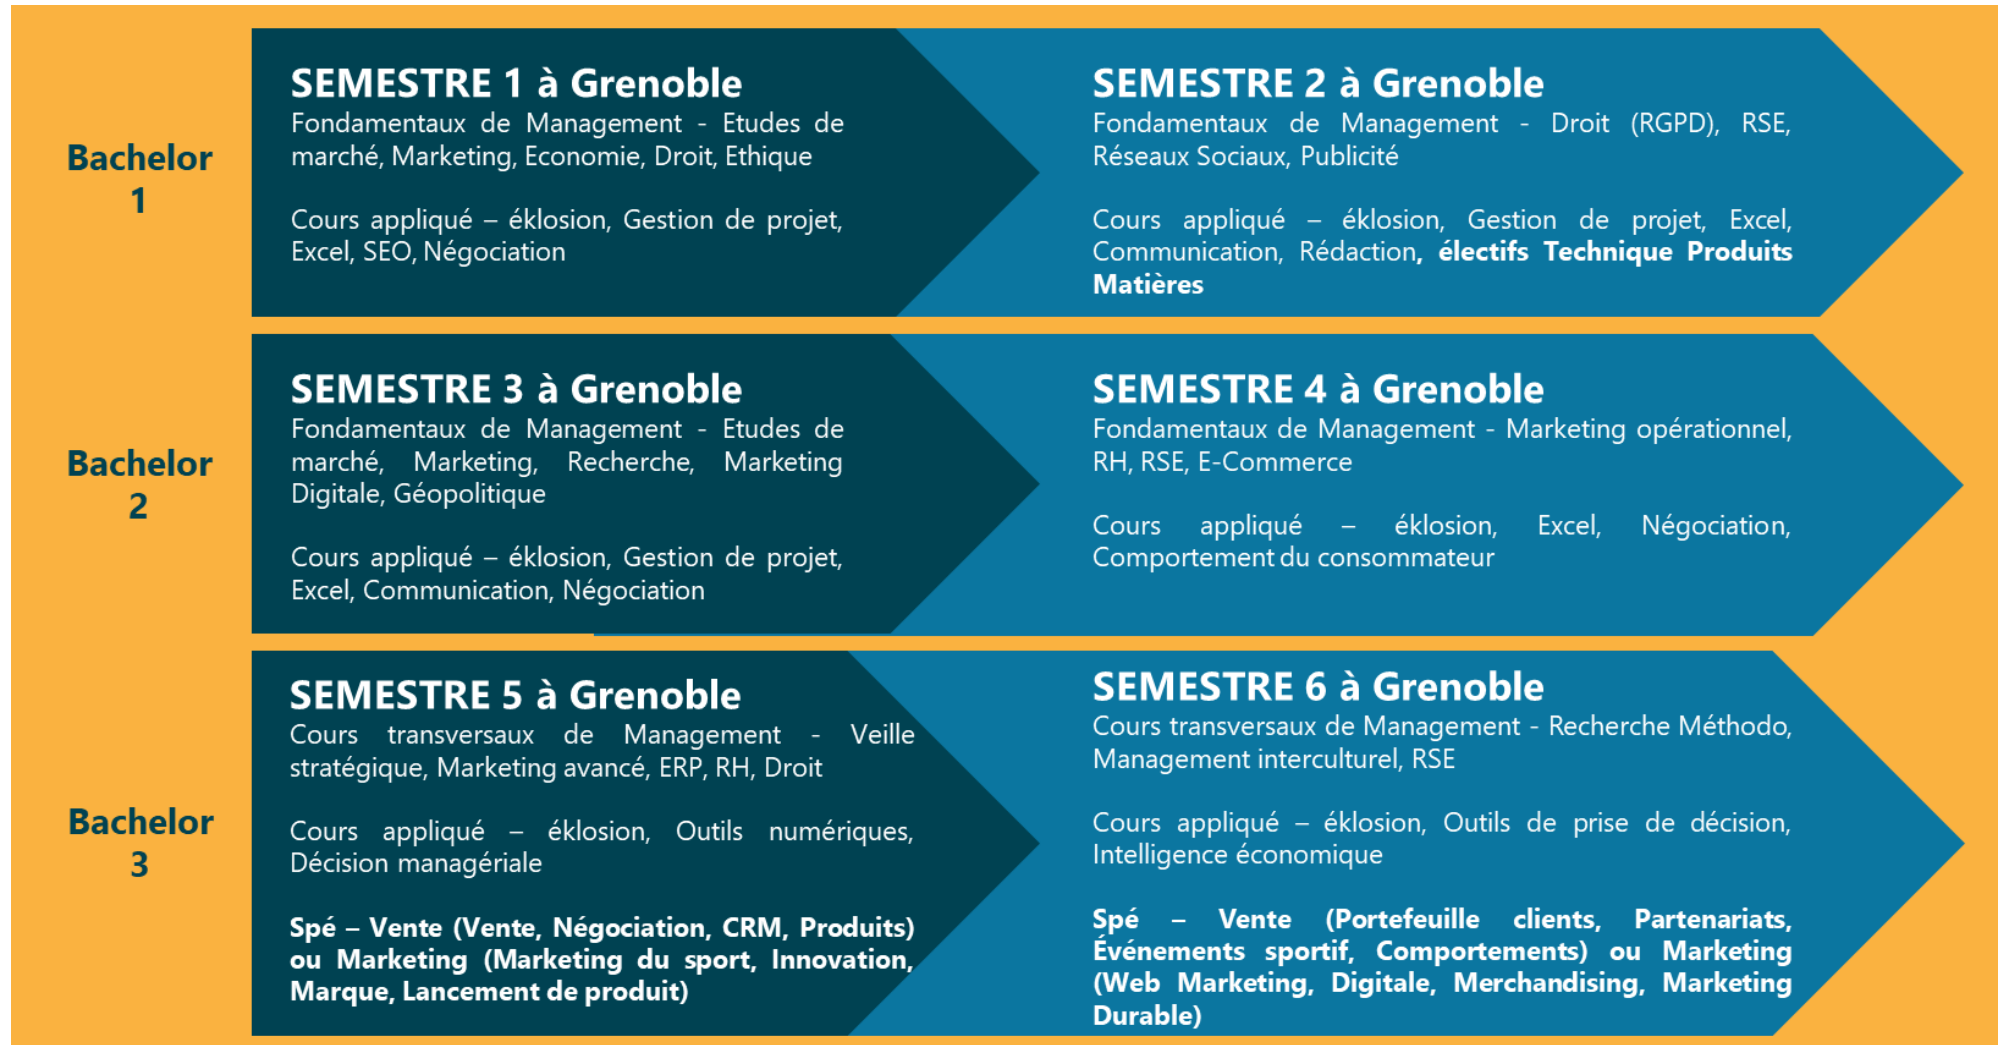 Bachelor
1
SEMESTRE 1 à Grenoble
Fondamentaux de Management - Etudes de
marché, Marketing, Economie, Droit, Ethique
Cours appliqué – éklosion, Gestion de projet,
Excel, SEO, Négociation
SEMESTRE 2 à Grenoble
Fondamentaux de Management - Droit (RGPD), RSE,
Réseaux Sociaux, Publicité
Cours appliqué – éklosion, Gestion de projet, Excel,
Communication, Rédaction, électifs Technique Produits
Matières
Bachelor
2
SEMESTRE 3 à Grenoble
Fondamentaux de Management - Etudes de
marché, Marketing, Recherche, Marketing
Digitale, Géopolitique
Cours appliqué – éklosion, Gestion de projet,
Excel, Communication, Négociation
SEMESTRE 4 à Grenoble
Fondamentaux de Management - Marketing opérationnel,
RH, RSE, E-Commerce
Cours appliqué – éklosion, Excel, Négociation,
Comportement du consommateur
Bachelor
3
SEMESTRE 5 à Grenoble
Cours transversaux de Management - Veille
stratégique, Marketing avancé, ERP, RH, Droit
Cours appliqué – éklosion, Outils numériques,
Décision managériale
Spé – Vente (Vente, Négociation, CRM, Produits)
ou Marketing (Marketing du sport, Innovation,
Marque, Lancement de produit)
SEMESTRE 6 à Grenoble
Cours transversaux de Management - Recherche Méthodo,
Management interculturel, RSE
Cours appliqué – éklosion, Outils de prise de décision,
Intelligence économique
Spé – Vente (Portefeuille clients, Partenariats,
Événements sportif, Comportements) ou Marketing
(Web Marketing, Digitale, Merchandising, Marketing
Durable)